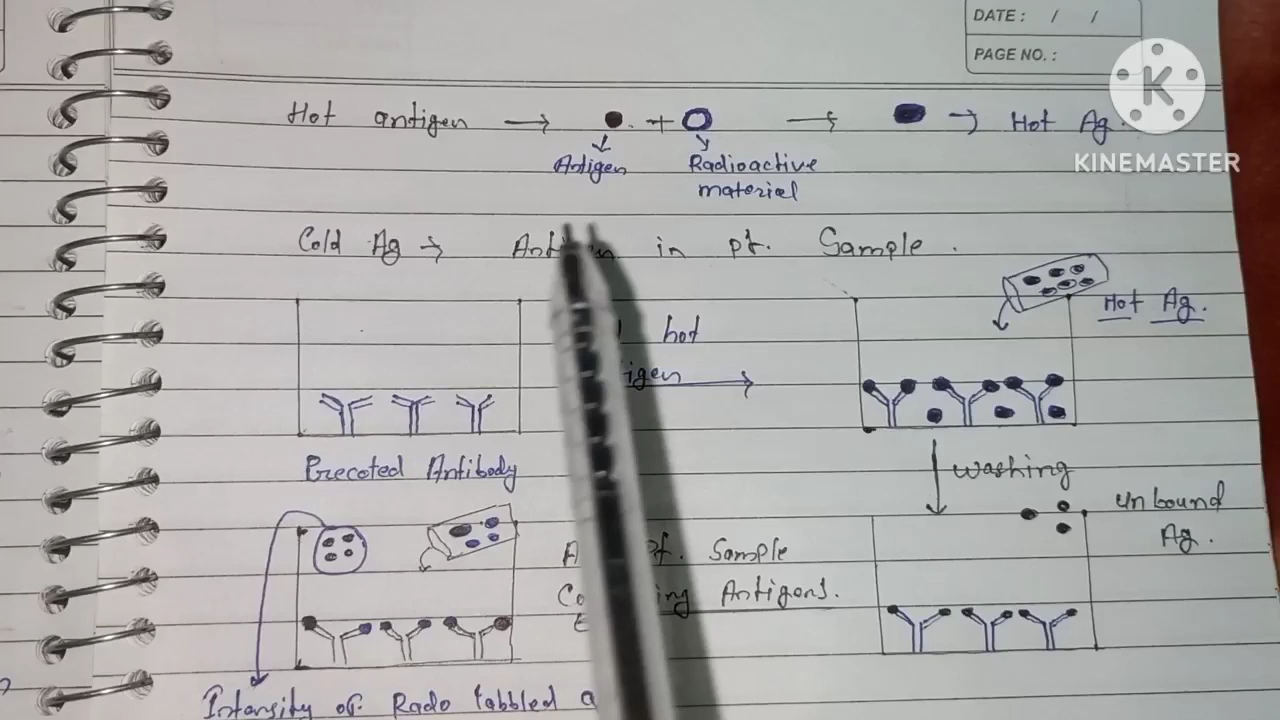 DATE: / /
PAGE NO.:
KINEMASTER
Hot antigen → + → → Hot Ag.
Antigen Radioactive
material
Cold Ag → in pt. Sample.
Hot Ag.
hot
Precoted Antibody
washing
unbound
Ag.
pt. Sample
Antigens.
Intensity of Rado labbled